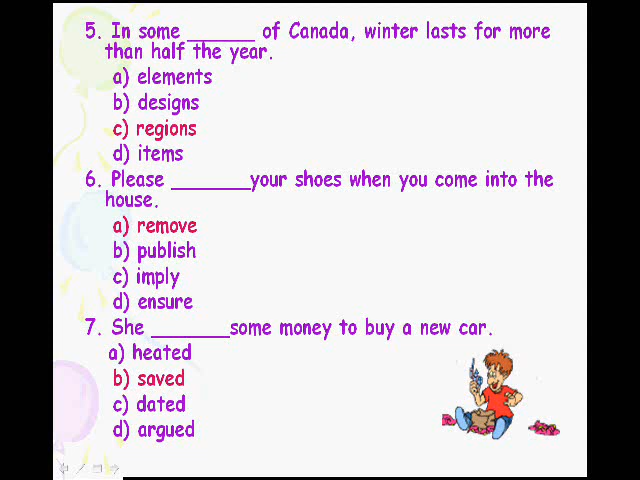 5. In some ______ of Canada, winter lasts for more
than half the year.
a) elements
b) designs
c) regions
d) items
6. Please _______your shoes when you come into the
house.
a) remove
b) publish
c) imply
d) ensure
7. She _______some money to buy a new car.
a) heated
b) saved
c) dated
d) argued